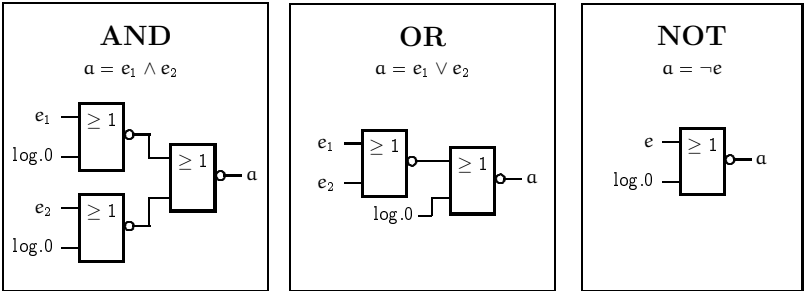 AND
a = e₁ ∧ e₂
e₁
≥ 1
log.0
≥ 1
a
e₂
≥ 1
log.0
OR
a = e₁ ∨ e₂
e₁
≥ 1
≥ 1
e₂
a
log.0
NOT
a = ¬e
e
≥ 1
a
log.0